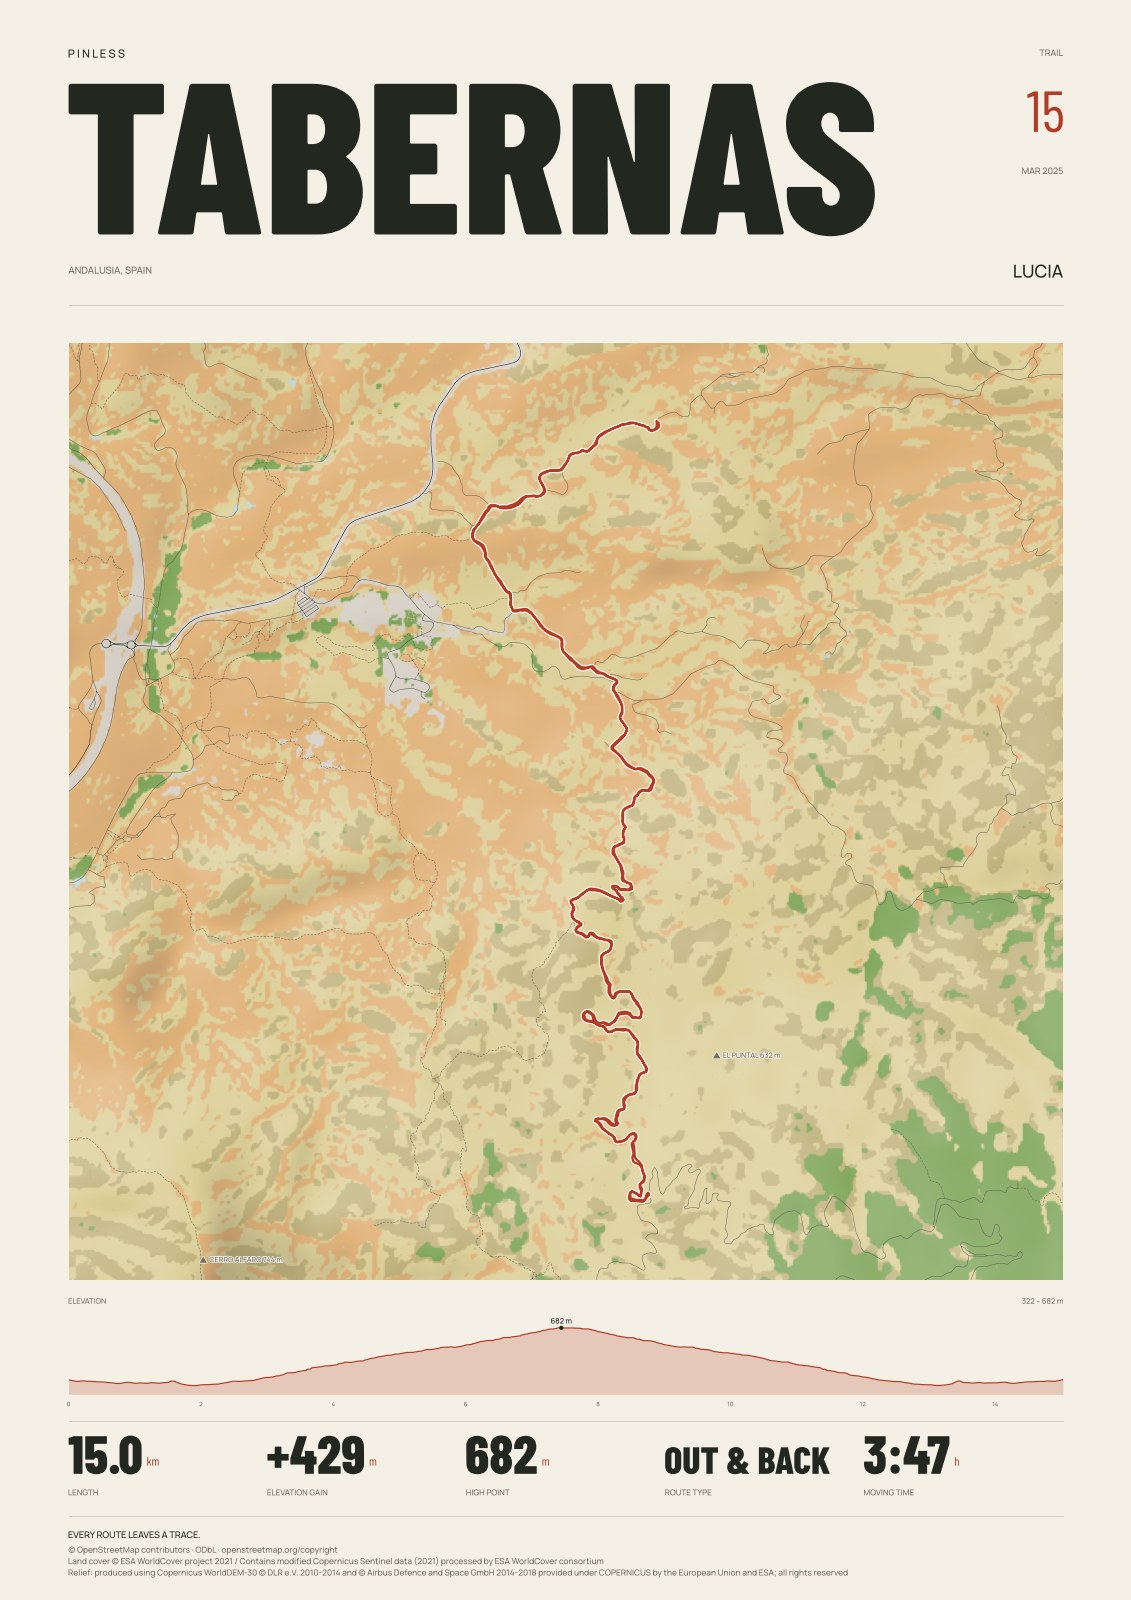 PINLESS
TRAIL
TABERNAS
15
MAR 2025
ANDALUSIA, SPAIN
LUCIA
EL PUNTAL 632 m
CERRO ALFARO 744 m
ELEVATION
322 – 682 m
682 m
0 2 4 6 8 10 12 14
15.0 km
+429 m
682 m
OUT & BACK
3:47 h
LENGTH
ELEVATION GAIN
HIGH POINT
ROUTE TYPE
MOVING TIME
EVERY ROUTE LEAVES A TRACE.
© OpenStreetMap contributors · ODbL · openstreetmap.org/copyright
Land cover © ESA WorldCover project 2021 / Contains modified Copernicus Sentinel data (2021) processed by ESA WorldCover consortium
Relief: produced using Copernicus WorldDEM-30 © DLR e.V. 2010-2014 and © Airbus Defence and Space GmbH 2014-2018 provided under COPERNICUS by the European Union and ESA; all rights reserved